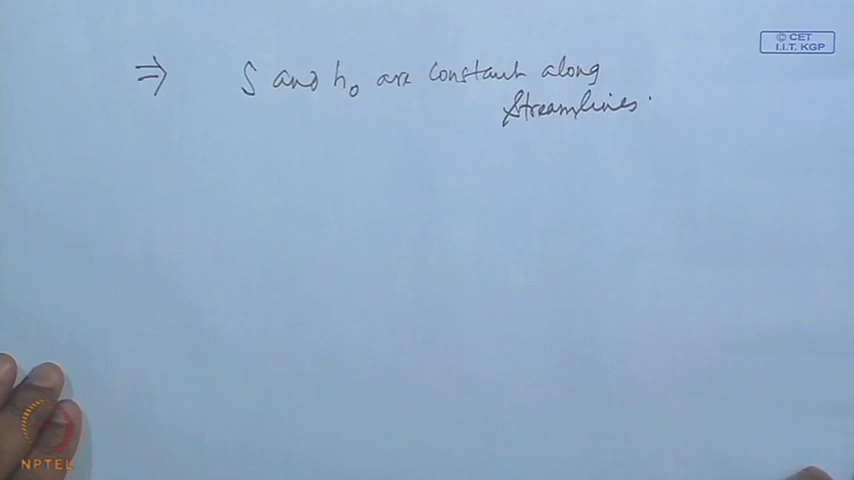 © CET
I.I.T. KGP
⇒ S and h₀ are constant along
streamlines.
NPTEL